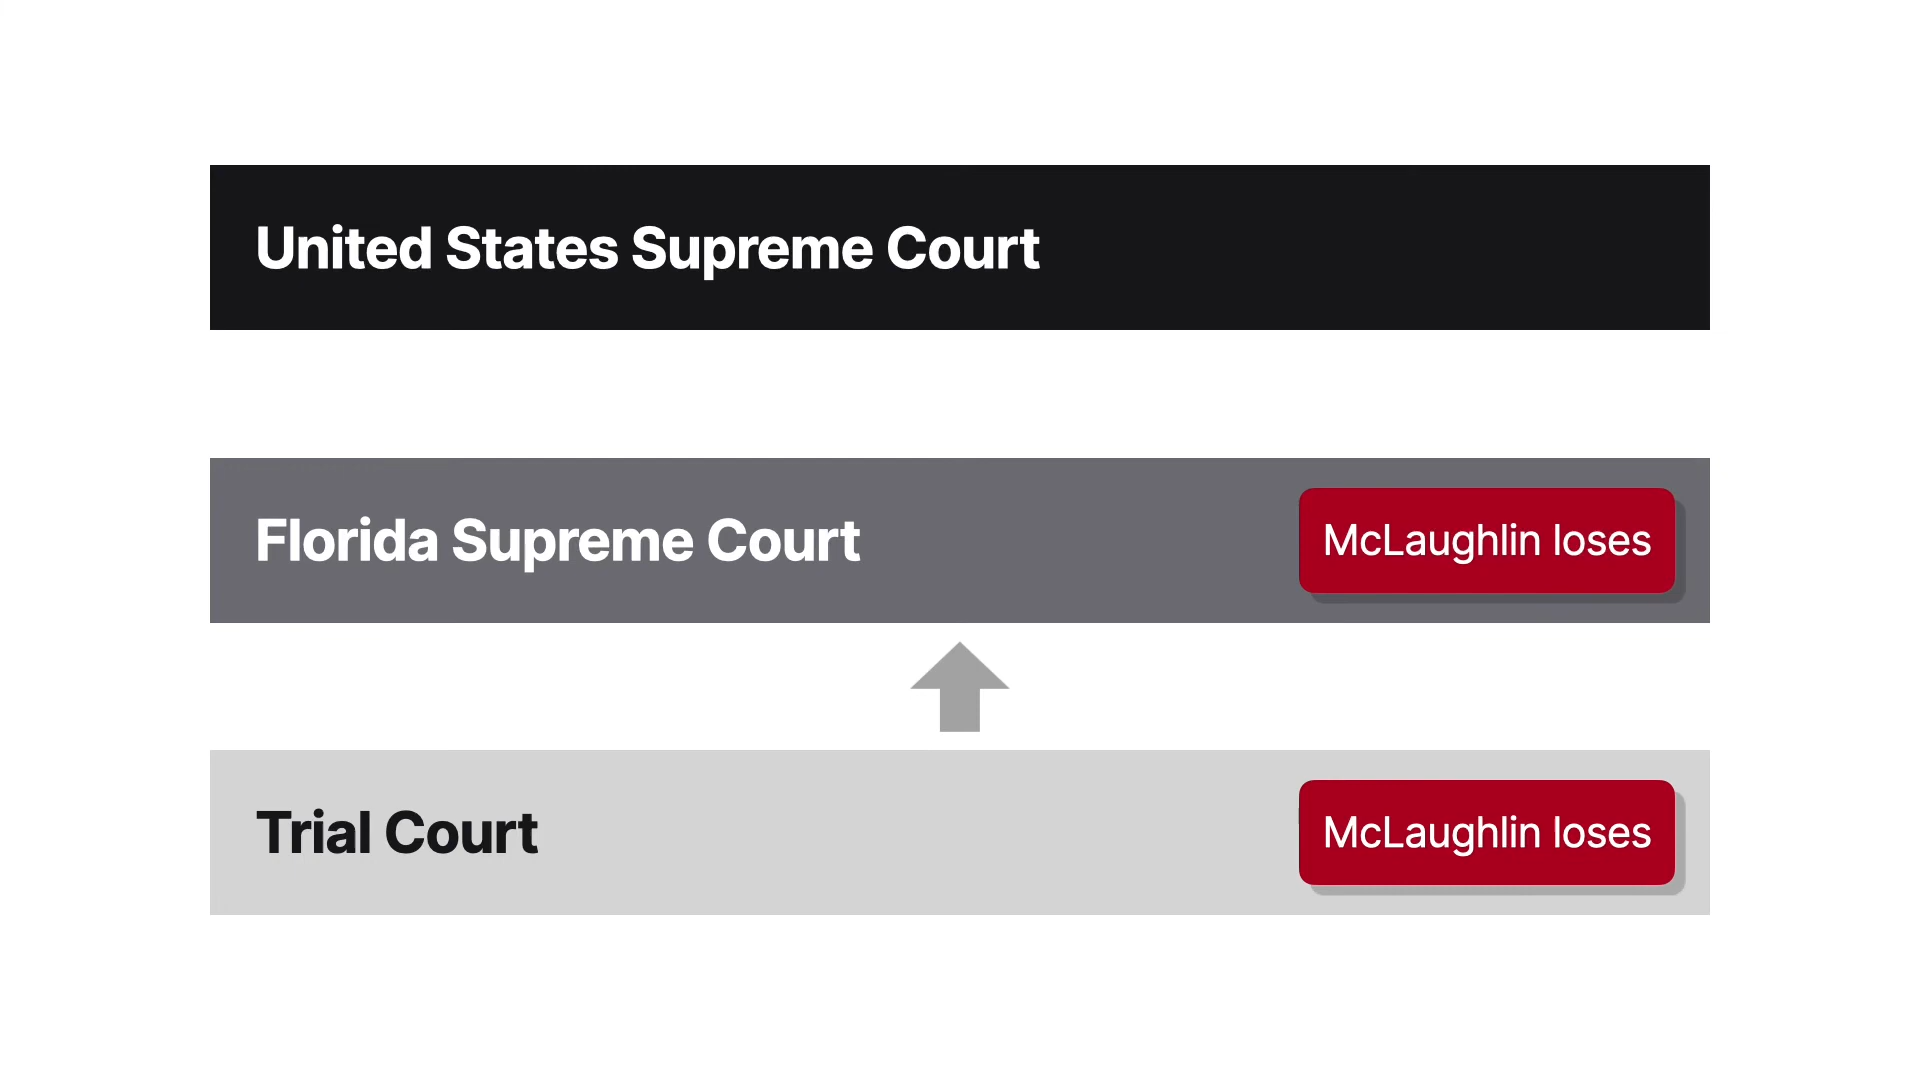 United States Supreme Court
Florida Supreme Court
McLaughlin loses
Trial Court
McLaughlin loses